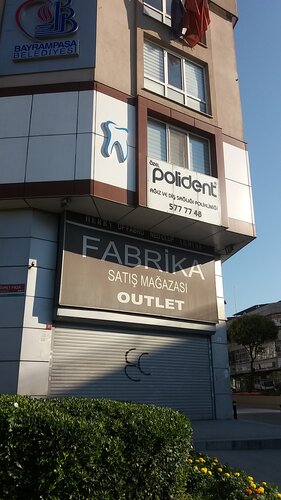 BAYRAMPAŞA
BELEDİYESİ
ÖZEL
polident
AĞIZ VE DİŞ SAĞLIĞI POLİKLİNİĞİ
577 77 48
FABRİKA
SATIŞ MAĞAZASI
OUTLET